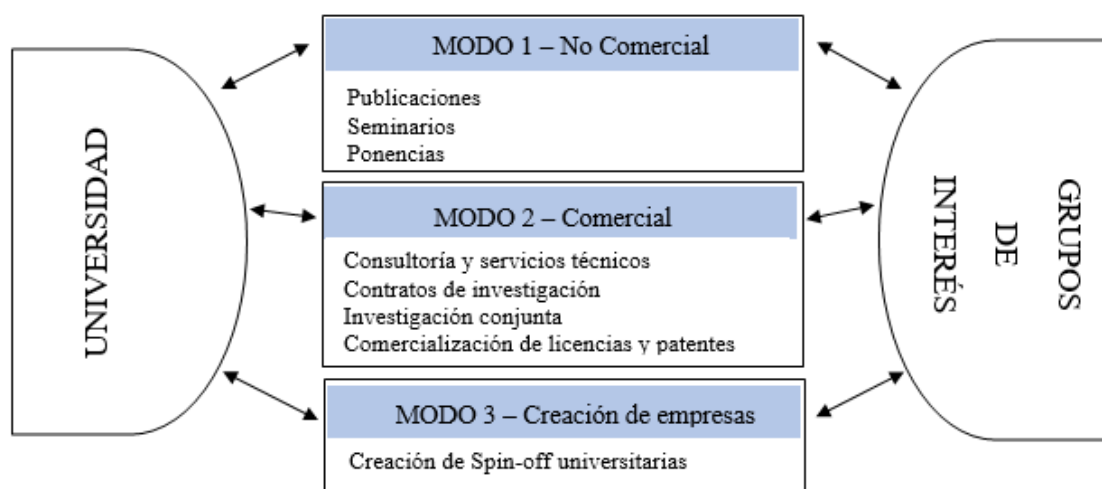 UNIVERSIDAD
MODO 1 – No Comercial
Publicaciones
Seminarios
Ponencias
MODO 2 – Comercial
Consultoría y servicios técnicos
Contratos de investigación
Investigación conjunta
Comercialización de licencias y patentes
MODO 3 – Creación de empresas
Creación de Spin-off universitarias
GRUPOS
DE
INTERÉS